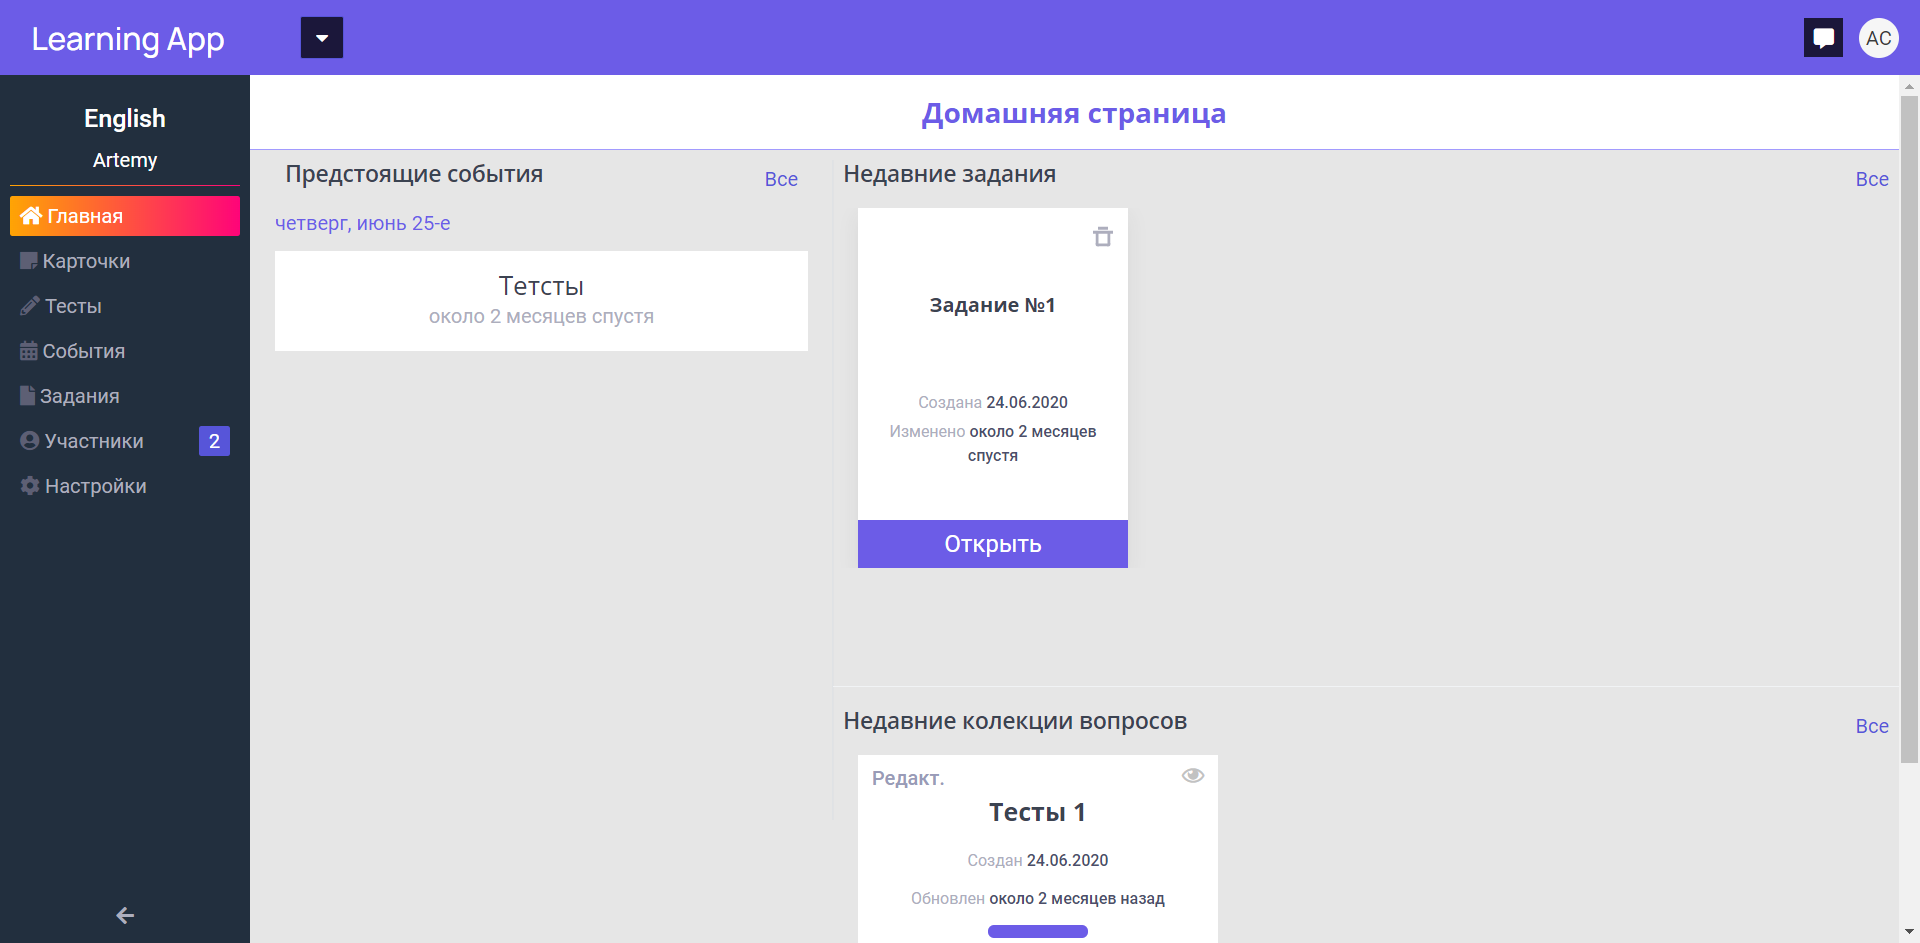 Learning App
AC
English
Artemy
Главная
Карточки
Тесты
События
Задания
Участники 2
Настройки
Домашняя страница
Предстоящие события
Все
четверг, июнь 25-е
Тетсты
около 2 месяцев спустя
Недавние задания
Все
Задание №1
Создана 24.06.2020
Изменено около 2 месяцев
спустя
Открыть
Недавние колекции вопросов
Все
Редакт.
Тесты 1
Создан 24.06.2020
Обновлен около 2 месяцев назад